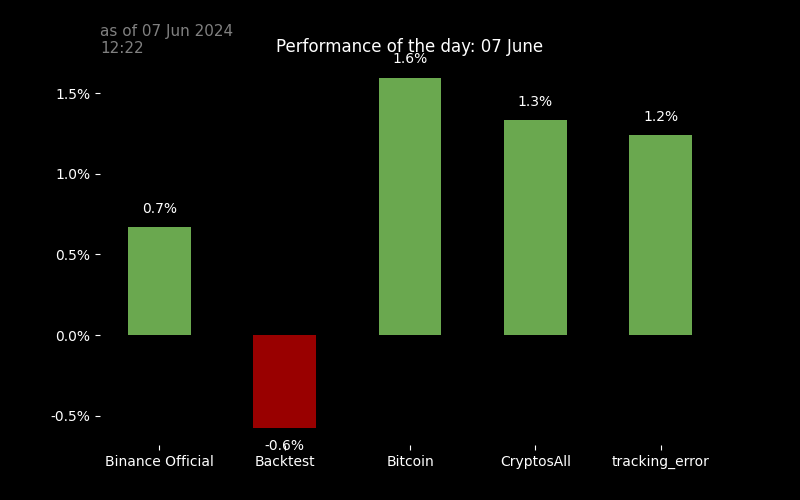 as of 07 Jun 2024
12:22
Performance of the day: 07 June
1.6%
1.5%
1.3%
1.2%
1.0%
0.7%
0.5%
0.0%
-0.5%
-0.6%
Binance Official
Backtest
Bitcoin
CryptosAll
tracking_error